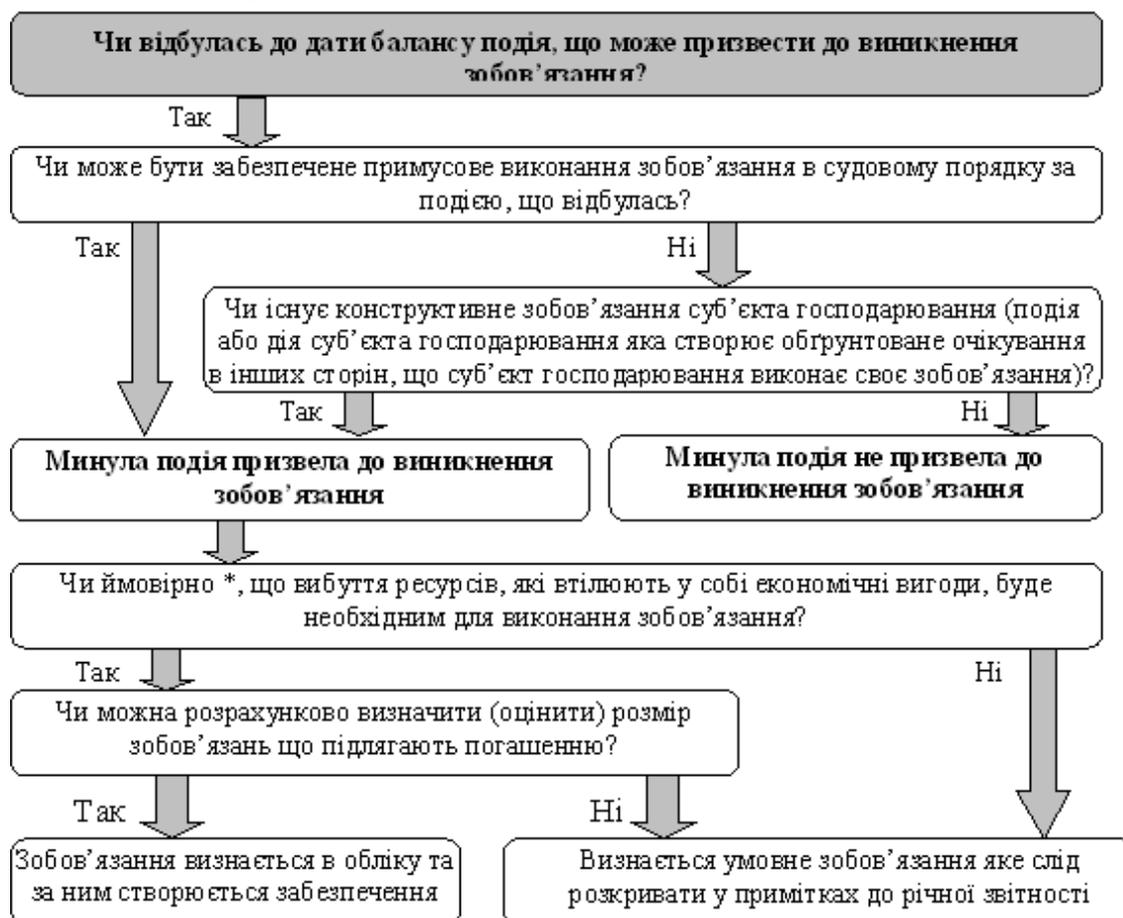 Чи відбулась до дати балансу подія, що може призвести до виникнення
зобов’язання?
Так
Чи може бути забезпечене примусове виконання зобов’язання в судовому порядку за
подією, що відбулась?
Так
Ні
Чи існує конструктивне зобов’язання суб’єкта господарювання (подія
або дія суб’єкта господарювання яка створює обґрунтоване очікування
в інших сторін, що суб’єкт господарювання виконає своє зобов’язання)?
Так
Ні
Минула подія призвела до виникнення
зобов’язання
Минула подія не призвела до
виникнення зобов’язання
Чи ймовірно *, що вибуття ресурсів, які втілюють у собі економічні вигоди, буде
необхідним для виконання зобов’язання?
Так
Ні
Чи можна розрахунково визначити (оцінити) розмір
зобов’язань що підлягають погашенню?
Так
Ні
Зобов’язання визнається в обліку та
за ним створюється забезпечення
Визнається умовне зобов’язання яке слід
розкривати у примітках до річної звітності